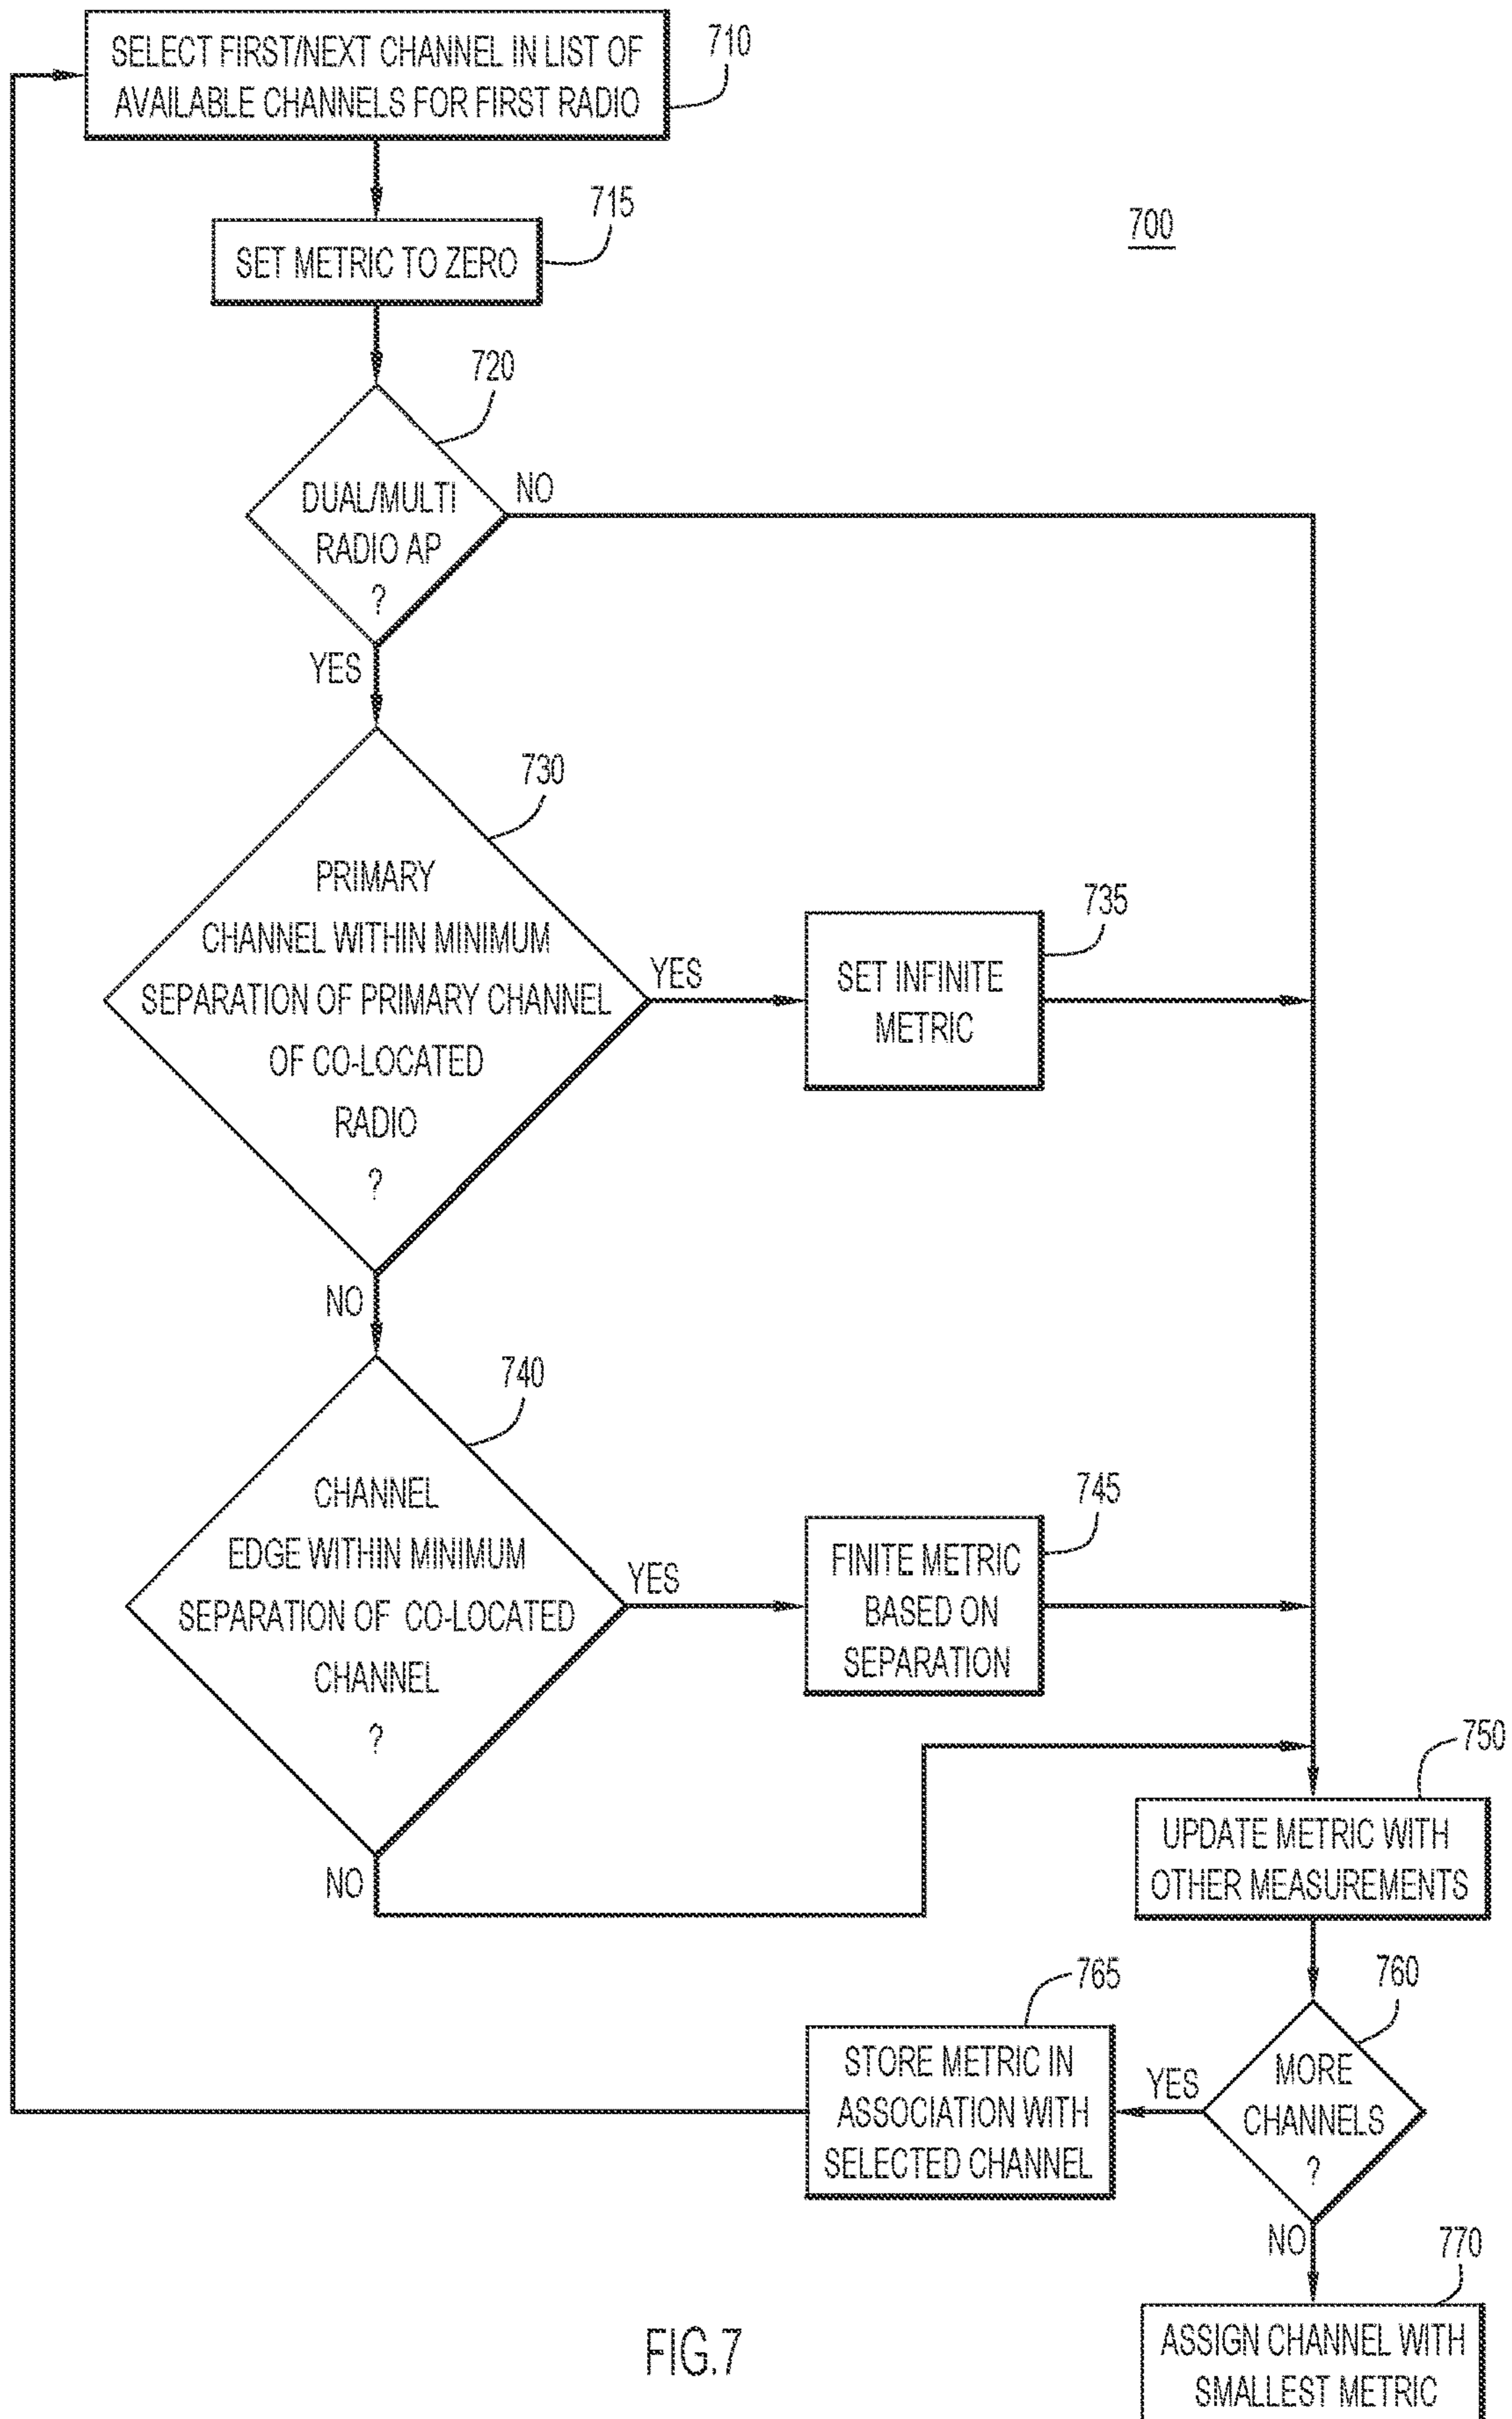 SELECT FIRST/NEXT CHANNEL IN LIST OF
AVAILABLE CHANNELS FOR FIRST RADIO
710
SET METRIC TO ZERO
715
700
720
DUAL/MULTI
RADIO AP
?
NO
YES
730
PRIMARY
CHANNEL WITHIN MINIMUM
SEPARATION OF PRIMARY CHANNEL
OF CO-LOCATED
RADIO
?
YES
SET INFINITE
METRIC
735
NO
740
CHANNEL
EDGE WITHIN MINIMUM
SEPARATION OF CO-LOCATED
CHANNEL
?
YES
FINITE METRIC
BASED ON
SEPARATION
745
NO
750
UPDATE METRIC WITH
OTHER MEASUREMENTS
760
MORE
CHANNELS
?
YES
765
STORE METRIC IN
ASSOCIATION WITH
SELECTED CHANNEL
NO
770
ASSIGN CHANNEL WITH
SMALLEST METRIC
FIG.7